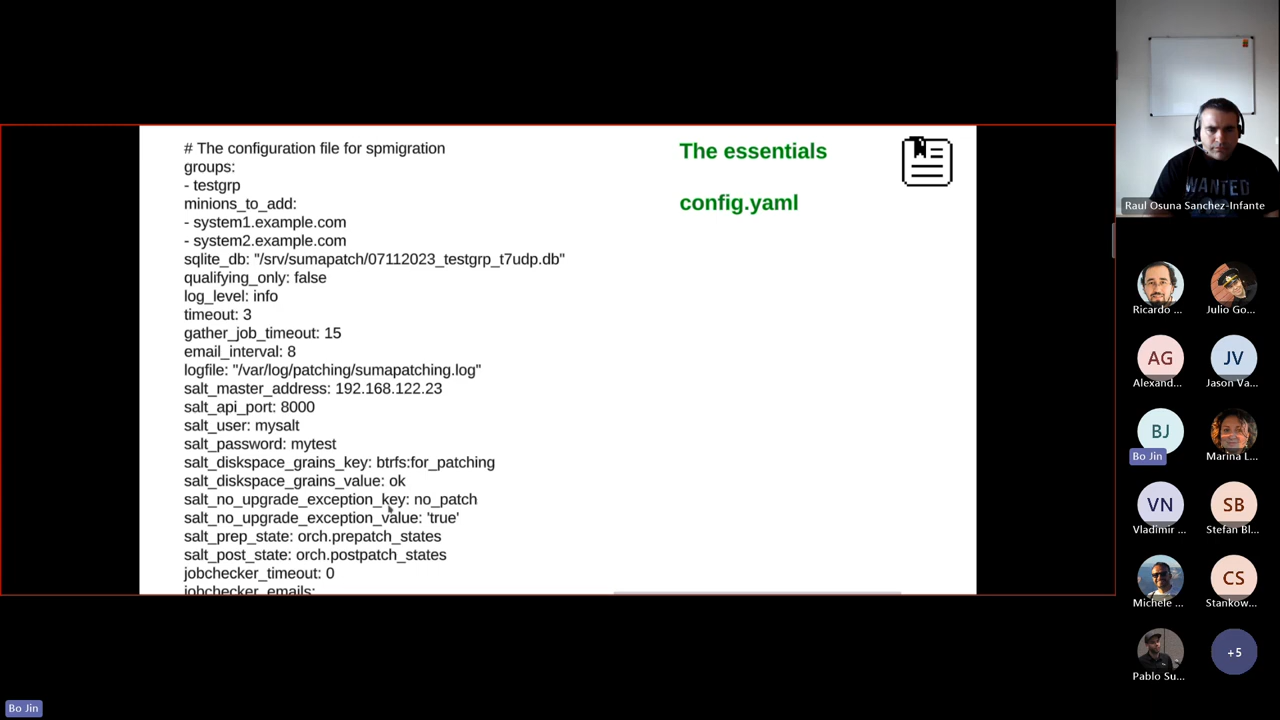 # The configuration file for spmigration
groups:
- testgrp
minions_to_add:
- system1.example.com
- system2.example.com
sqlite_db: "/srv/sumapatch/07112023_testgrp_t7udp.db"
qualifying_only: false
log_level: info
timeout: 3
gather_job_timeout: 15
email_interval: 8
logfile: "/var/log/patching/sumapatching.log"
salt_master_address: 192.168.122.23
salt_api_port: 8000
salt_user: mysalt
salt_password: mytest
salt_diskspace_grains_key: btrfs:for_patching
salt_diskspace_grains_value: ok
salt_no_upgrade_exception_key: no_patch
salt_no_upgrade_exception_value: 'true'
salt_prep_state: orch.prepatch_states
salt_post_state: orch.postpatch_states
jobchecker_timeout: 0
jobchecker_emails:
The essentials
config.yaml
WANTED
Raul Osuna Sanchez-Infante
Ricardo ...
Julio Go...
AG
Alexand...
JV
Jason Va...
BJ
Bo Jin
Marina L...
VN
Vladimir ...
SB
Stefan Bl...
Michele ...
CS
Stankow...
Pablo Su...
+5
Bo Jin